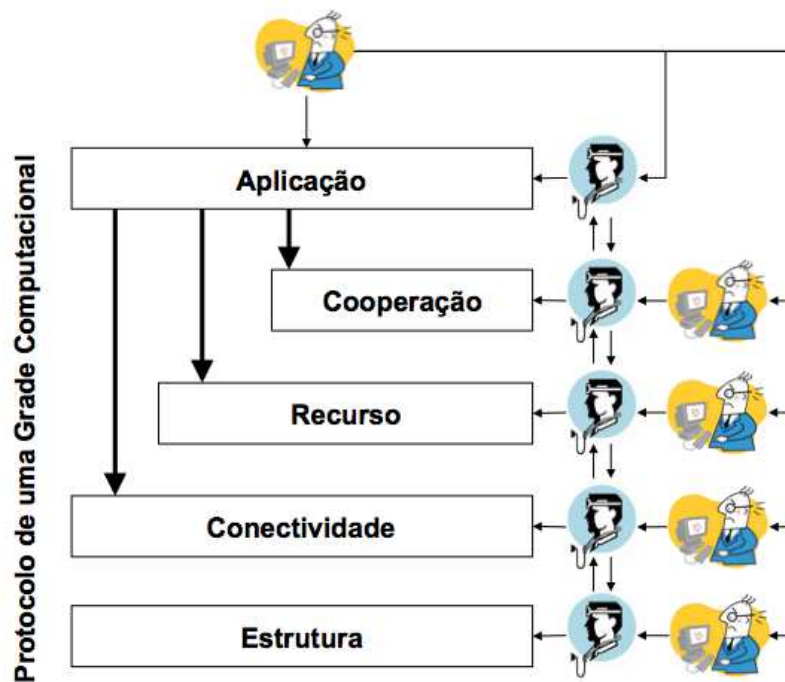 Protocolo de uma Grade Computacional
Aplicação
Cooperação
Recurso
Conectividade
Estrutura